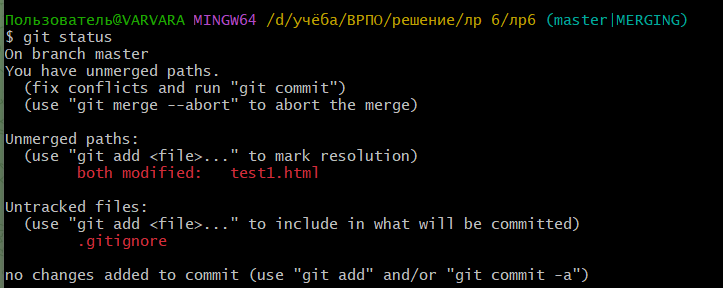 Пользователь@VARVARA MINGW64 /d/учёба/ВРПО/решение/лр 6/лр6 (master|MERGING)
$ git status
On branch master
You have unmerged paths.
  (fix conflicts and run "git commit")
  (use "git merge --abort" to abort the merge)

Unmerged paths:
  (use "git add <file>..." to mark resolution)
        both modified:   test1.html

Untracked files:
  (use "git add <file>..." to include in what will be committed)
        .gitignore

no changes added to commit (use "git add" and/or "git commit -a")